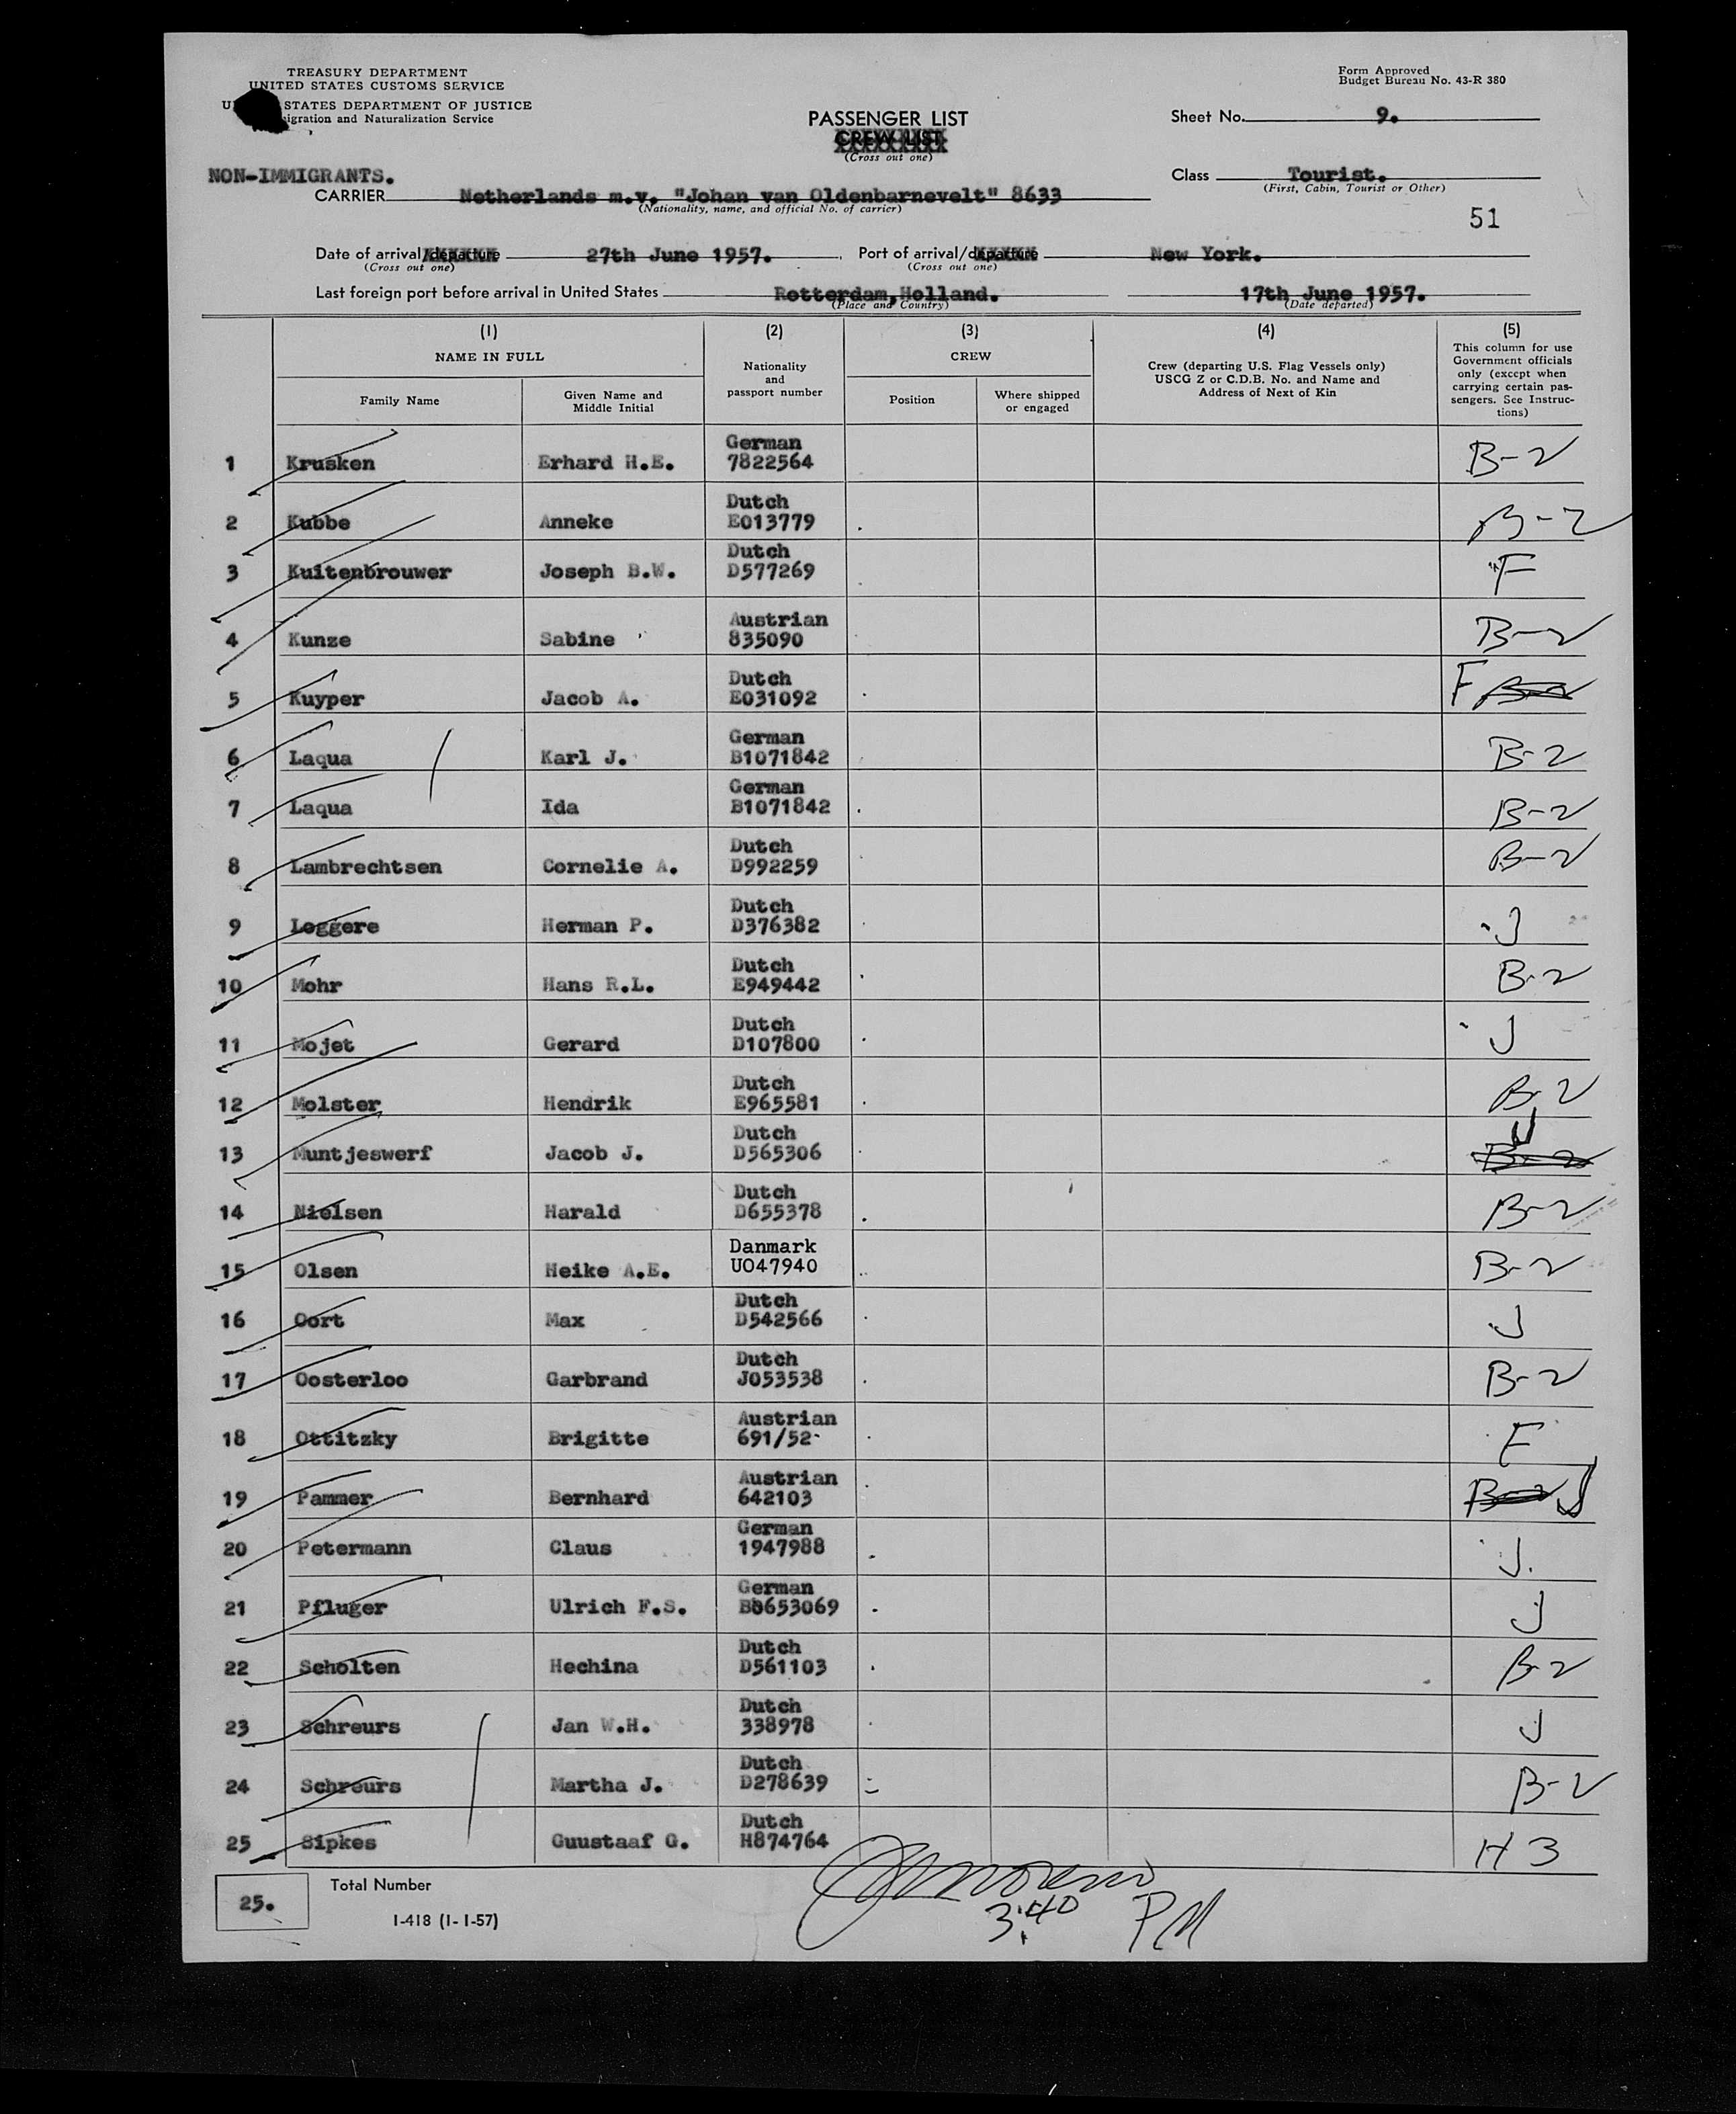 TREASURY DEPARTMENT
UNITED STATES CUSTOMS SERVICE
STATES DEPARTMENT OF JUSTICE
igration and Naturalization Service
Form Approved
Budget Bureau No. 43-R 380
PASSENGER LIST
CREW LIST
(Cross out one)
Sheet No. 9.
NON-IMMIGRANTS.
Class Tourist.
(First, Cabin, Tourist or Other)
CARRIER Netherlands m.v. "Johan van Oldenbarnevelt" 8633
(Nationality, name, and official No. of carrier)
51
Date of arrival/departure 27th June 1957. Port of arrival/departure New York.
(Cross out one) (Cross out one)
Last foreign port before arrival in United States Rotterdam,Holland. 17th June 1957.
(Place and Country) (Date departed)
(1) (2) (3) (4) (5)
NAME IN FULL
Family Name
Given Name and
Middle Initial
Nationality
and
passport number
CREW
Position
Where shipped
or engaged
Crew (departing U.S. Flag Vessels only)
USCG Z or C.D.B. No. and Name and
Address of Next of Kin
This column for use
Government officials
only (except when
carrying certain pas-
sengers. See Instruc-
tions)
German
1 Krusken Erhard H.E. 7822564 B-2
Dutch
2 Kubbe Anneke E013779 B-2
Dutch
3 Kuitenbrouwer Joseph B.W. D577269 F
Austrian
4 Kunze Sabine 835090 B-2
Dutch
5 Kuyper Jacob A. E031092 F B-2
German
6 Laqua Karl J. B1071842 B-2
German
7 Laqua Ida B1071842 B-2
Dutch
8 Lambrechtsen Cornelie A. D992259 B-2
Dutch
9 Leggere Herman P. D376382 J
Dutch
10 Mohr Hans R.L. E949442 B-2
Dutch
11 Mojet Gerard D107800 J
Dutch
12 Molster Hendrik E965581 B-2
Dutch J
13 Muntjeswerf Jacob J. D565306 B-2
Dutch
14 Nielsen Harald D655378 B-2
Danmark
15 Olsen Heike A.E. U047940 B-2
Dutch
16 Oort Max D542566 J
Dutch
17 Oosterloo Garbrand J053538 B-2
Austrian
18 Ottitzky Brigitte 691/52 F
Austrian
19 Pammer Bernhard 642103 B-2 J
German
20 Petermann Claus 1947988 J.
German
21 Pfluger Ulrich F.S. B0653069 J
Dutch
22 Scholten Hechina D561103 B-2
Dutch
23 Schreurs Jan W.H. 338978 J
Dutch
24 Schreurs Martha J. D278639 B-2
Dutch
25 Sipkes Guustaaf G. H874764 H 3
25. Total Number
I-418 (1-1-57)
3:40 PM